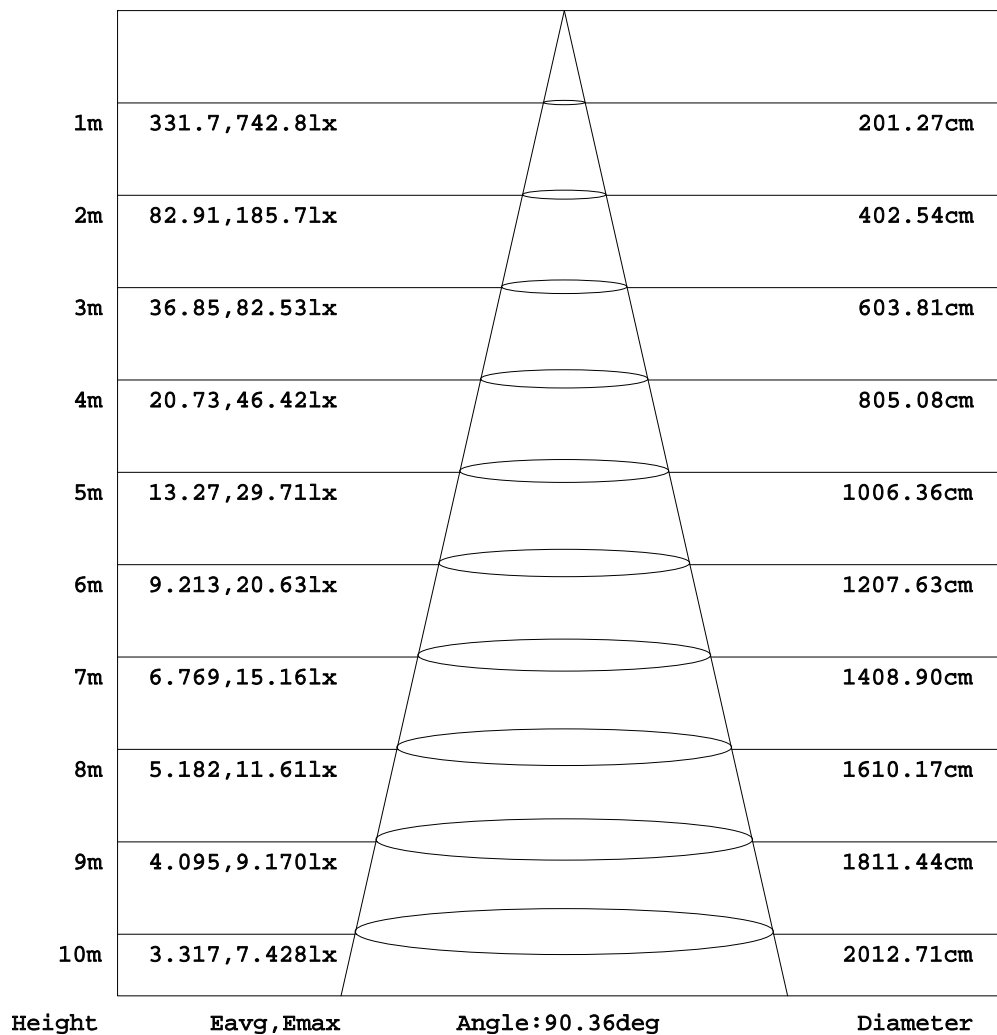 1m 331.7,742.8lx 201.27cm
2m 82.91,185.7lx 402.54cm
3m 36.85,82.53lx 603.81cm
4m 20.73,46.42lx 805.08cm
5m 13.27,29.71lx 1006.36cm
6m 9.213,20.63lx 1207.63cm
7m 6.769,15.16lx 1408.90cm
8m 5.182,11.61lx 1610.17cm
9m 4.095,9.170lx 1811.44cm
10m 3.317,7.428lx 2012.71cm
Height Eavg,Emax Angle:90.36deg Diameter